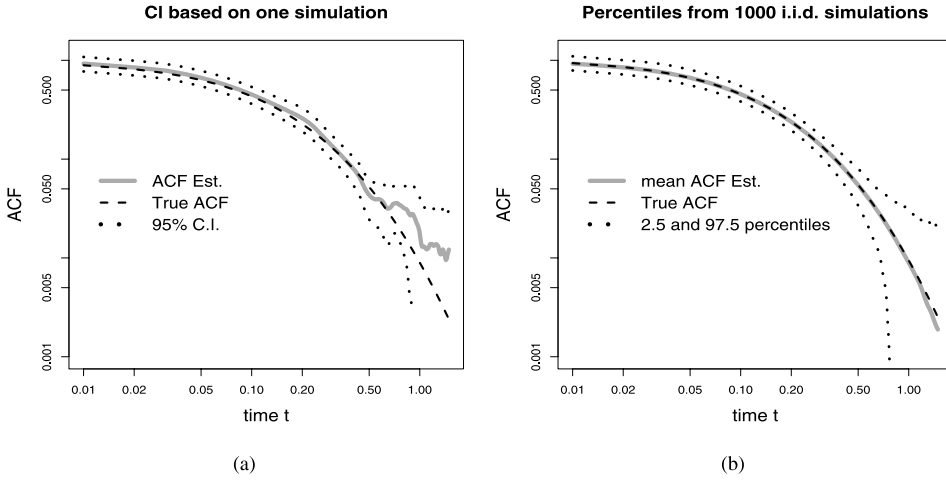 CI based on one simulation
ACF
0.500
0.050
0.005
0.001
ACF Est.
True ACF
95% C.I.
0.01 0.02 0.05 0.10 0.20 0.50 1.00
time t
(a)
Percentiles from 1000 i.i.d. simulations
ACF
0.500
0.050
0.005
0.001
mean ACF Est.
True ACF
2.5 and 97.5 percentiles
0.01 0.02 0.05 0.10 0.20 0.50 1.00
time t
(b)